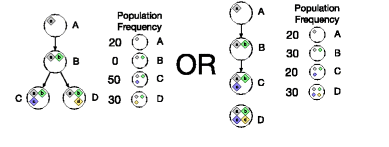 Population
Frequency
20 A
0 B
50 C
30 D
A
a
B
a b
C D
a b
c
a b
d
OR
Population
Frequency
20 A
30 B
20 C
30 D
A
a
B
a b
C
a b
c
D
a b
c d